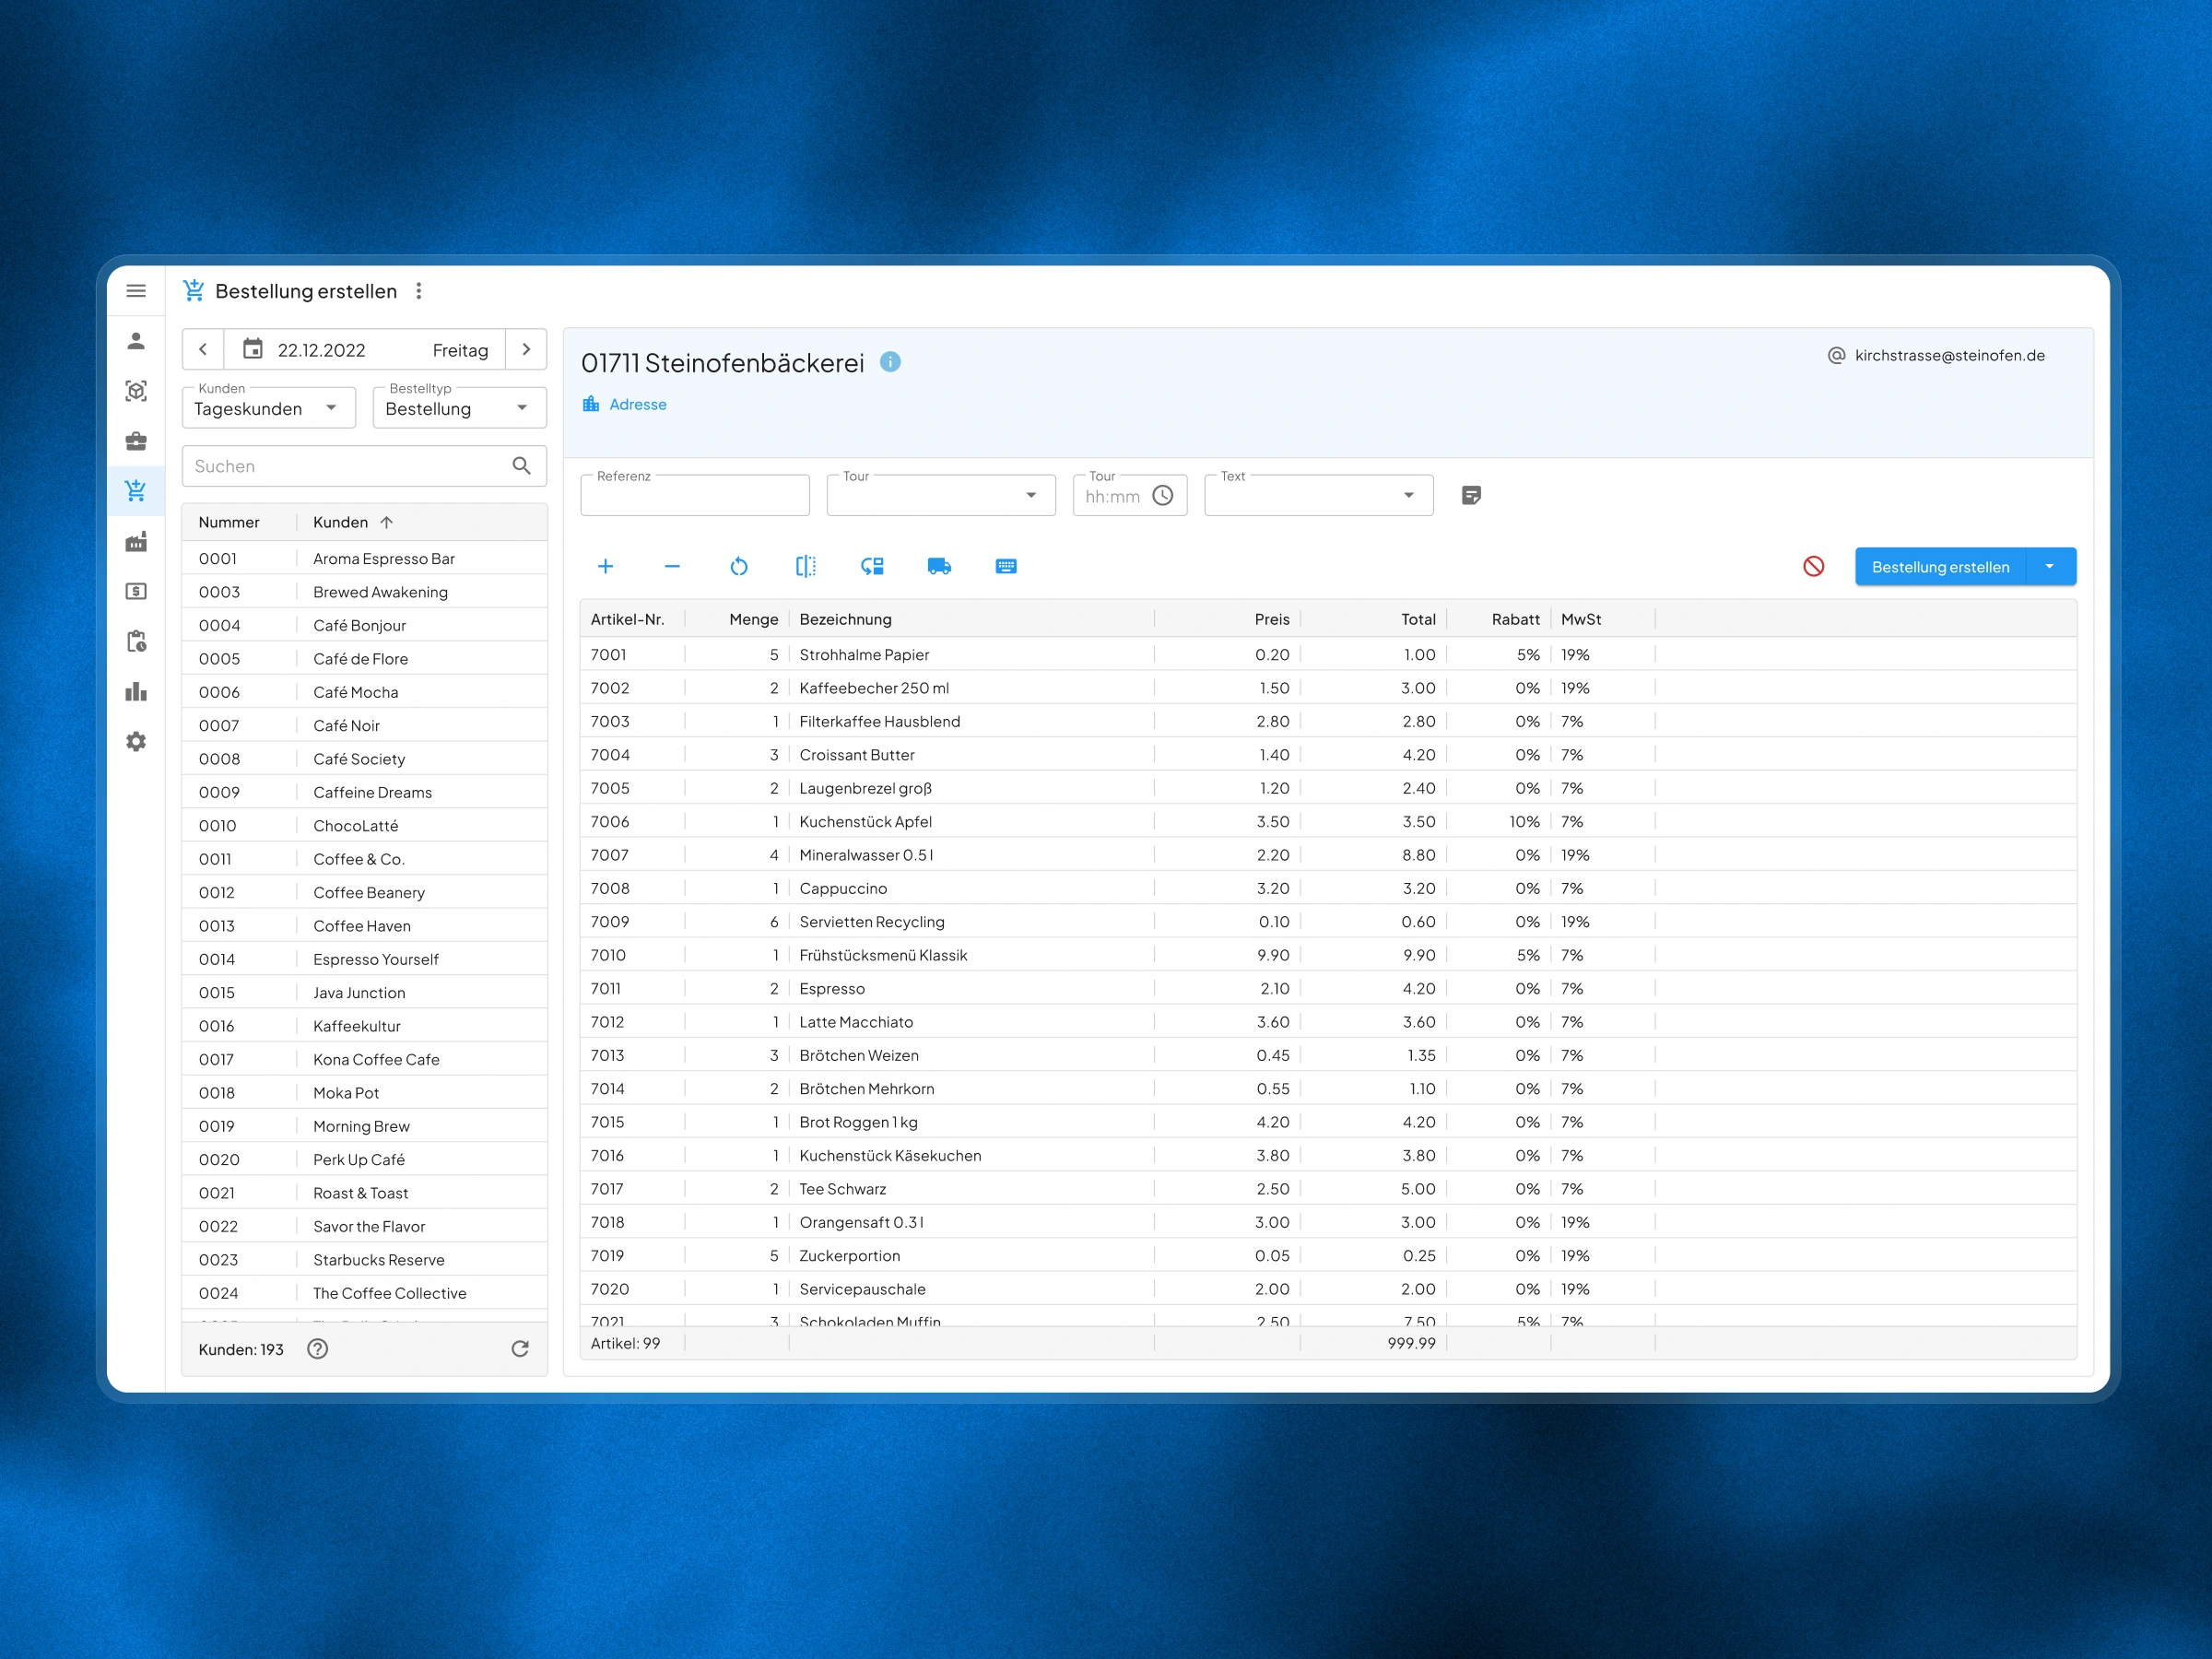 Bestellung erstellen
22.12.2022 Freitag
Kunden Bestelltyp
Tageskunden Bestellung
Suchen
Nummer Kunden
0001 Aroma Espresso Bar
0003 Brewed Awakening
0004 Café Bonjour
0005 Café de Flore
0006 Café Mocha
0007 Café Noir
0008 Café Society
0009 Caffeine Dreams
0010 ChocoLatté
0011 Coffee & Co.
0012 Coffee Beanery
0013 Coffee Haven
0014 Espresso Yourself
0015 Java Junction
0016 Kaffeekultur
0017 Kona Coffee Cafe
0018 Moka Pot
0019 Morning Brew
0020 Perk Up Café
0021 Roast & Toast
0022 Savor the Flavor
0023 Starbucks Reserve
0024 The Coffee Collective
Kunden: 193
01711 Steinofenbäckerei
kirchstrasse@steinofen.de
Adresse
Referenz Tour Tour Text
hh:mm
Bestellung erstellen
Artikel-Nr. Menge Bezeichnung Preis Total Rabatt MwSt
7001 5 Strohhalme Papier 0.20 1.00 5% 19%
7002 2 Kaffeebecher 250 ml 1.50 3.00 0% 19%
7003 1 Filterkaffee Hausblend 2.80 2.80 0% 7%
7004 3 Croissant Butter 1.40 4.20 0% 7%
7005 2 Laugenbrezel groß 1.20 2.40 0% 7%
7006 1 Kuchenstück Apfel 3.50 3.50 10% 7%
7007 4 Mineralwasser 0.5 l 2.20 8.80 0% 19%
7008 1 Cappuccino 3.20 3.20 0% 7%
7009 6 Servietten Recycling 0.10 0.60 0% 19%
7010 1 Frühstücksmenü Klassik 9.90 9.90 5% 7%
7011 2 Espresso 2.10 4.20 0% 7%
7012 1 Latte Macchiato 3.60 3.60 0% 7%
7013 3 Brötchen Weizen 0.45 1.35 0% 7%
7014 2 Brötchen Mehrkorn 0.55 1.10 0% 7%
7015 1 Brot Roggen 1 kg 4.20 4.20 0% 7%
7016 1 Kuchenstück Käsekuchen 3.80 3.80 0% 7%
7017 2 Tee Schwarz 2.50 5.00 0% 7%
7018 1 Orangensaft 0.3 l 3.00 3.00 0% 19%
7019 5 Zuckerportion 0.05 0.25 0% 19%
7020 1 Servicepauschale 2.00 2.00 0% 19%
7021 3 Schokoladen Muffin 2.50 7.50 5% 7%
Artikel: 99 999.99